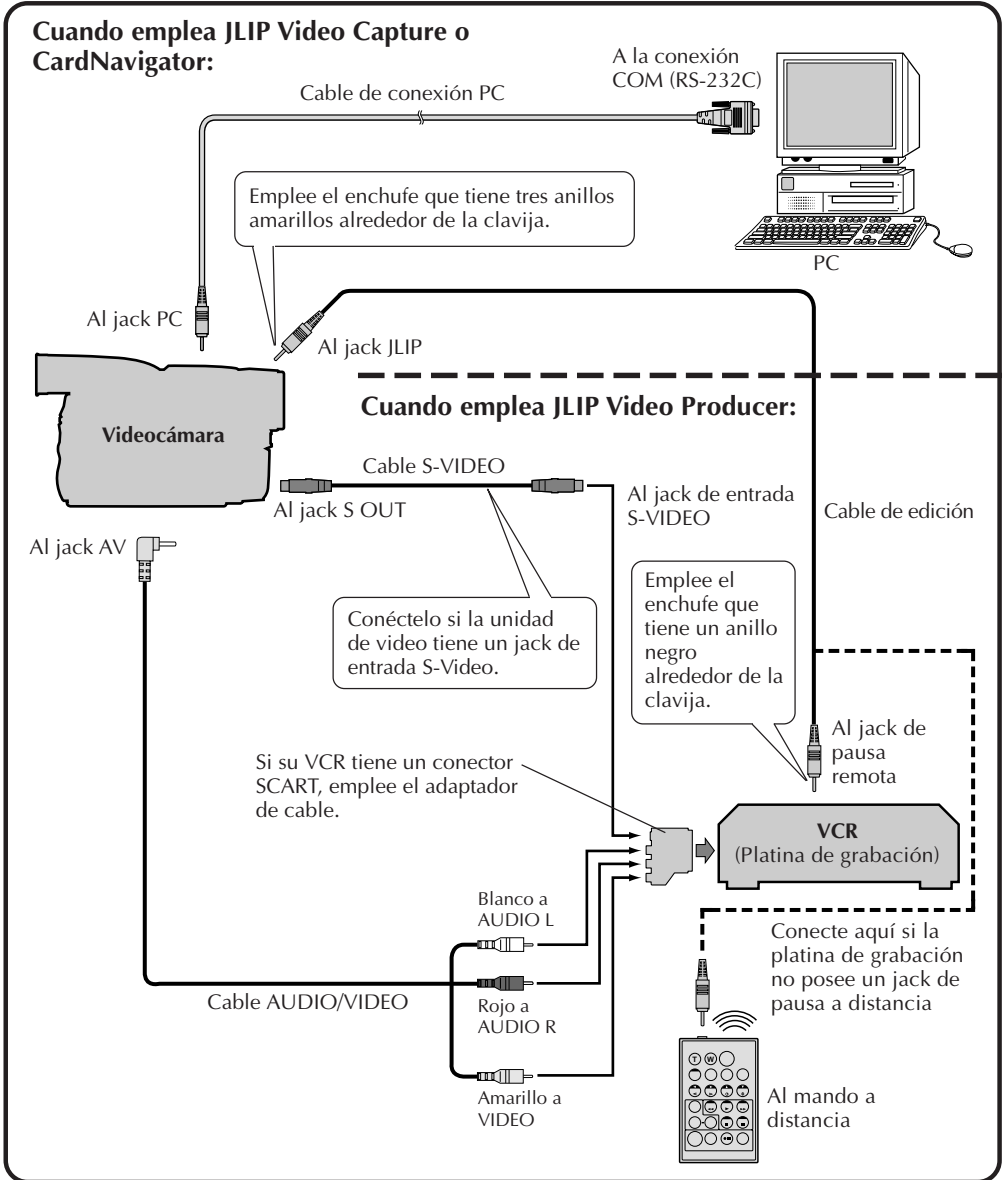 Cuando emplea JLIP Video Capture o
CardNavigator:
A la conexión
COM (RS-232C)
Cable de conexión PC
Emplee el enchufe que tiene tres anillos
amarillos alrededor de la clavija.
PC
Al jack PC
Al jack JLIP
Videocámara
Cuando emplea JLIP Video Producer:
Cable S-VIDEO
Al jack S OUT
Al jack de entrada
S-VIDEO
Cable de edición
Al jack AV
Conéctelo si la unidad
de video tiene un jack de
entrada S-Video.
Emplee el
enchufe que
tiene un anillo
negro
alrededor de la
clavija.
Al jack de
pausa
remota
Si su VCR tiene un conector
SCART, emplee el adaptador
de cable.
VCR
(Platina de grabación)
Blanco a
AUDIO L
Cable AUDIO/VIDEO
Rojo a
AUDIO R
Amarillo a
VIDEO
Conecte aquí si la
platina de grabación
no posee un jack de
pausa a distancia
T W
Al mando a
distancia